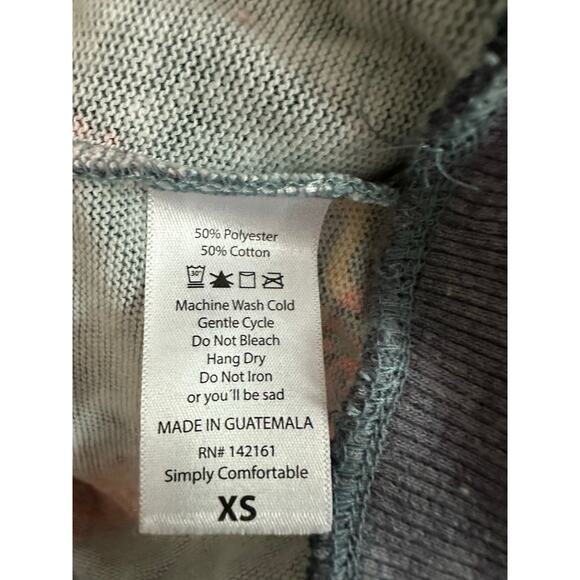 50% Polyester
50% Cotton
30°
Machine Wash Cold
Gentle Cycle
Do Not Bleach
Hang Dry
Do Not Iron
or you´ll be sad
MADE IN GUATEMALA
RN# 142161
Simply Comfortable
XS